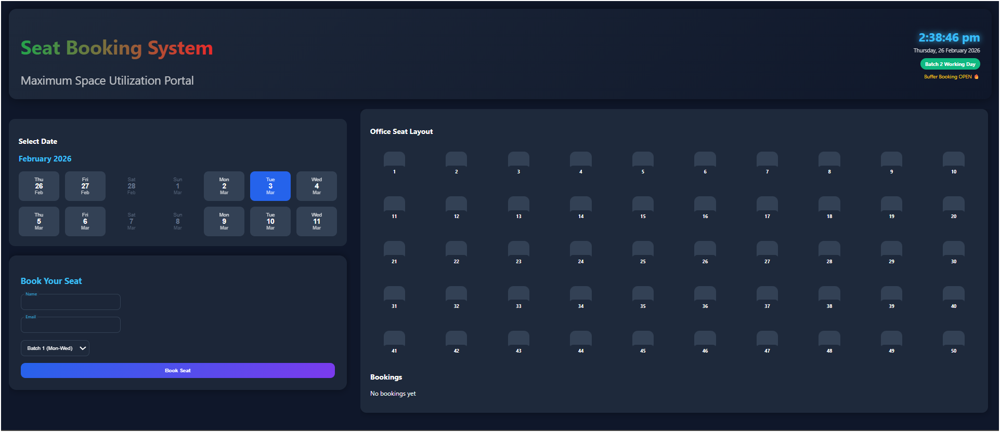 Seat Booking System
Maximum Space Utilization Portal
2:38:46 pm
Thursday, 26 February 2026
Batch 2 Working Day
Buffer Booking OPEN 🔥
Select Date
February 2026
Thu Fri Sat Sun Mon Tue Wed
26 27 28 1 2 3 4
Feb Feb Feb Mar Mar Mar Mar
Thu Fri Sat Sun Mon Tue Wed
5 6 7 8 9 10 11
Mar Mar Mar Mar Mar Mar Mar
Book Your Seat
Name
Email
Batch 1 (Mon-Wed)
Book Seat
Office Seat Layout
1 2 3 4 5 6 7 8 9 10
11 12 13 14 15 16 17 18 19 20
21 22 23 24 25 26 27 28 29 30
31 32 33 34 35 36 37 38 39 40
41 42 43 44 45 46 47 48 49 50
Bookings
No bookings yet